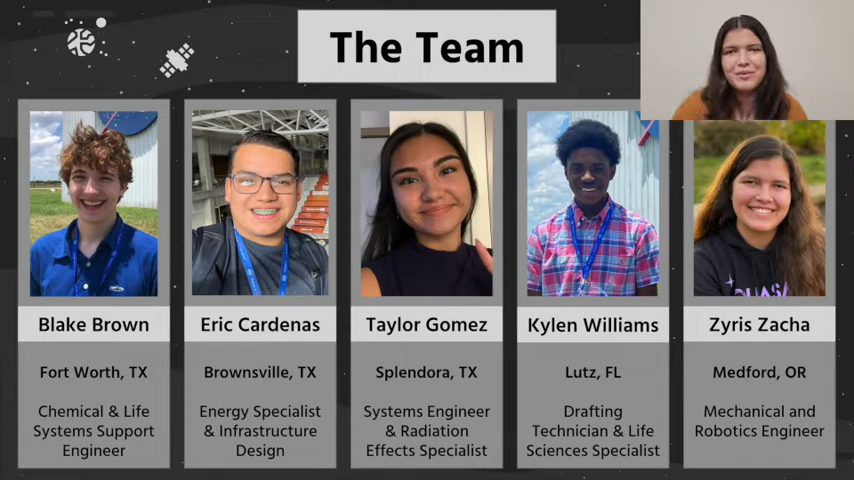 The Team
Blake Brown
Fort Worth, TX
Chemical & Life
Systems Support
Engineer
Eric Cardenas
Brownsville, TX
Energy Specialist
& Infrastructure
Design
Taylor Gomez
Splendora, TX
Systems Engineer
& Radiation
Effects Specialist
Kylen Williams
Lutz, FL
Drafting
Technician & Life
Sciences Specialist
Zyris Zacha
Medford, OR
Mechanical and
Robotics Engineer